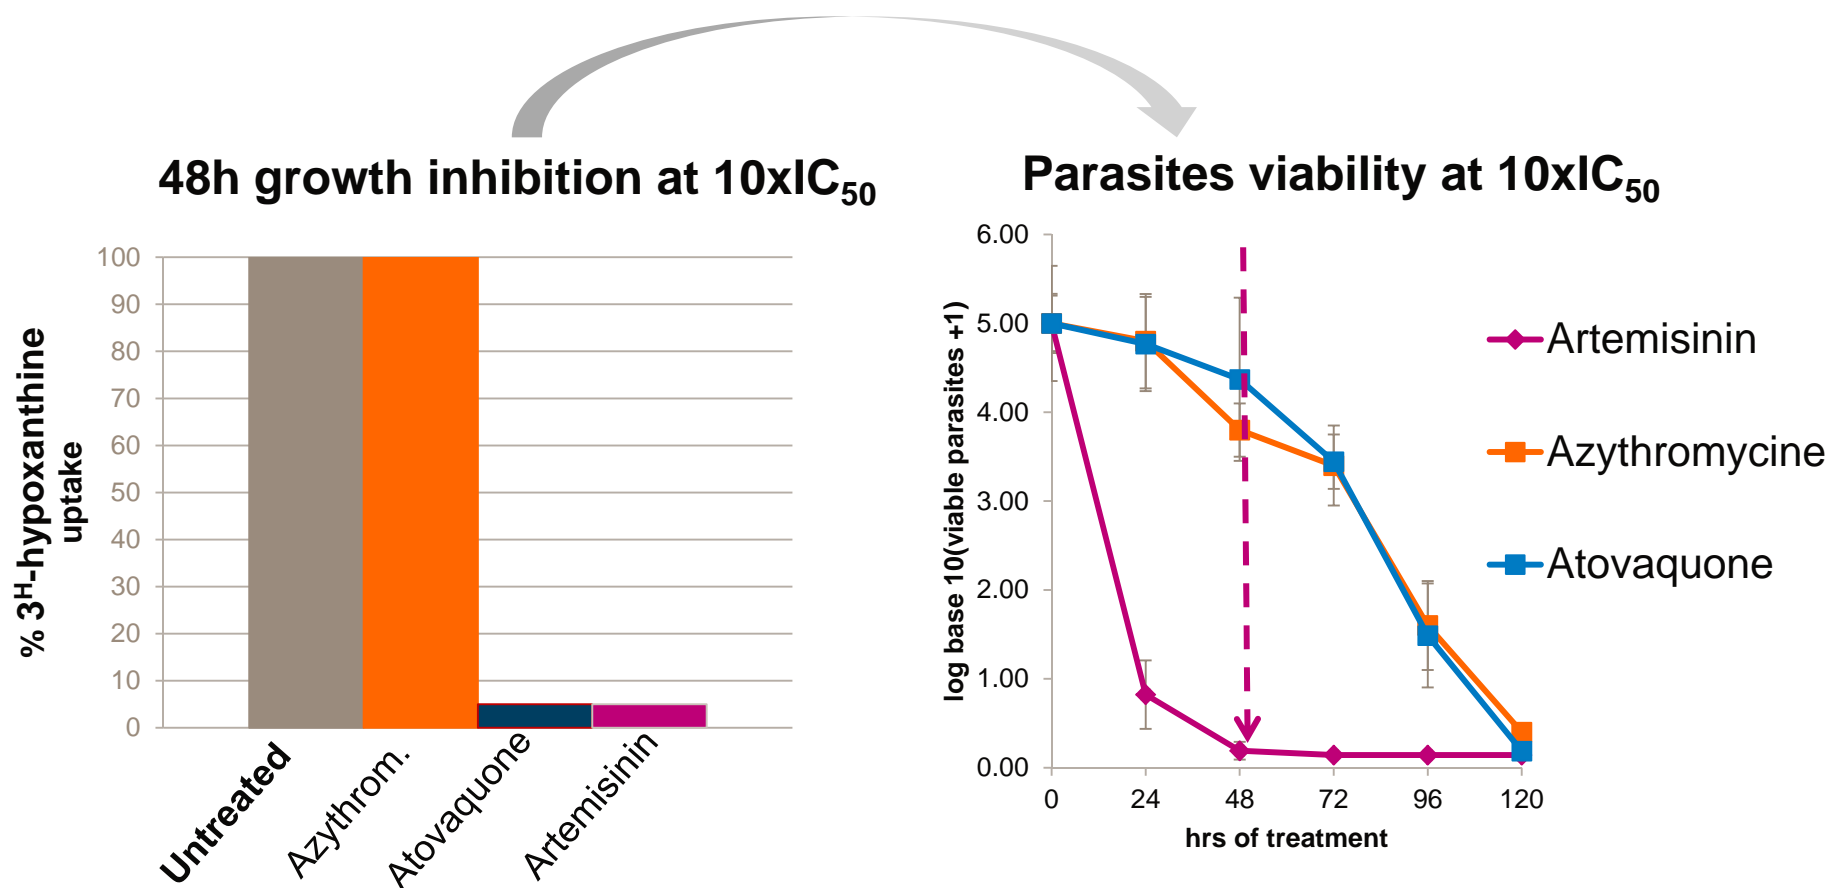 48h growth inhibition at 10xIC50
% 3H-hypoxanthine
uptake
100
90
80
70
60
50
40
30
20
10
0
Untreated
Azythrom.
Atovaquone
Artemisinin
Parasites viability at 10xIC50
log base 10(viable parasites +1)
6.00
5.00
4.00
3.00
2.00
1.00
0.00
0 24 48 72 96 120
hrs of treatment
Artemisinin
Azythromycine
Atovaquone